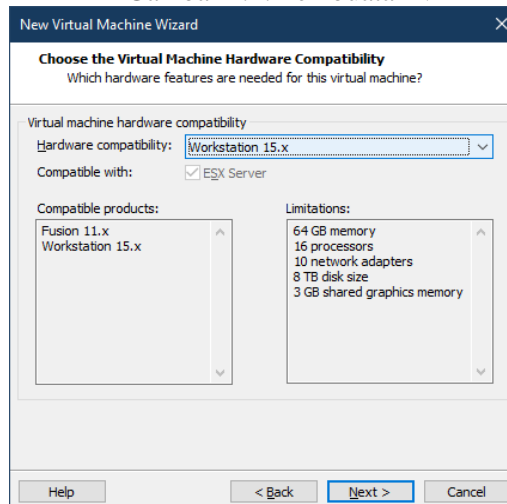 New Virtual Machine Wizard
Choose the Virtual Machine Hardware Compatibility
Which hardware features are needed for this virtual machine?
Virtual machine hardware compatibility
Hardware compatibility: Workstation 15.x
Compatible with: ESX Server
Compatible products: Limitations:
Fusion 11.x 64 GB memory
Workstation 15.x 16 processors
10 network adapters
8 TB disk size
3 GB shared graphics memory
Help < Back Next > Cancel